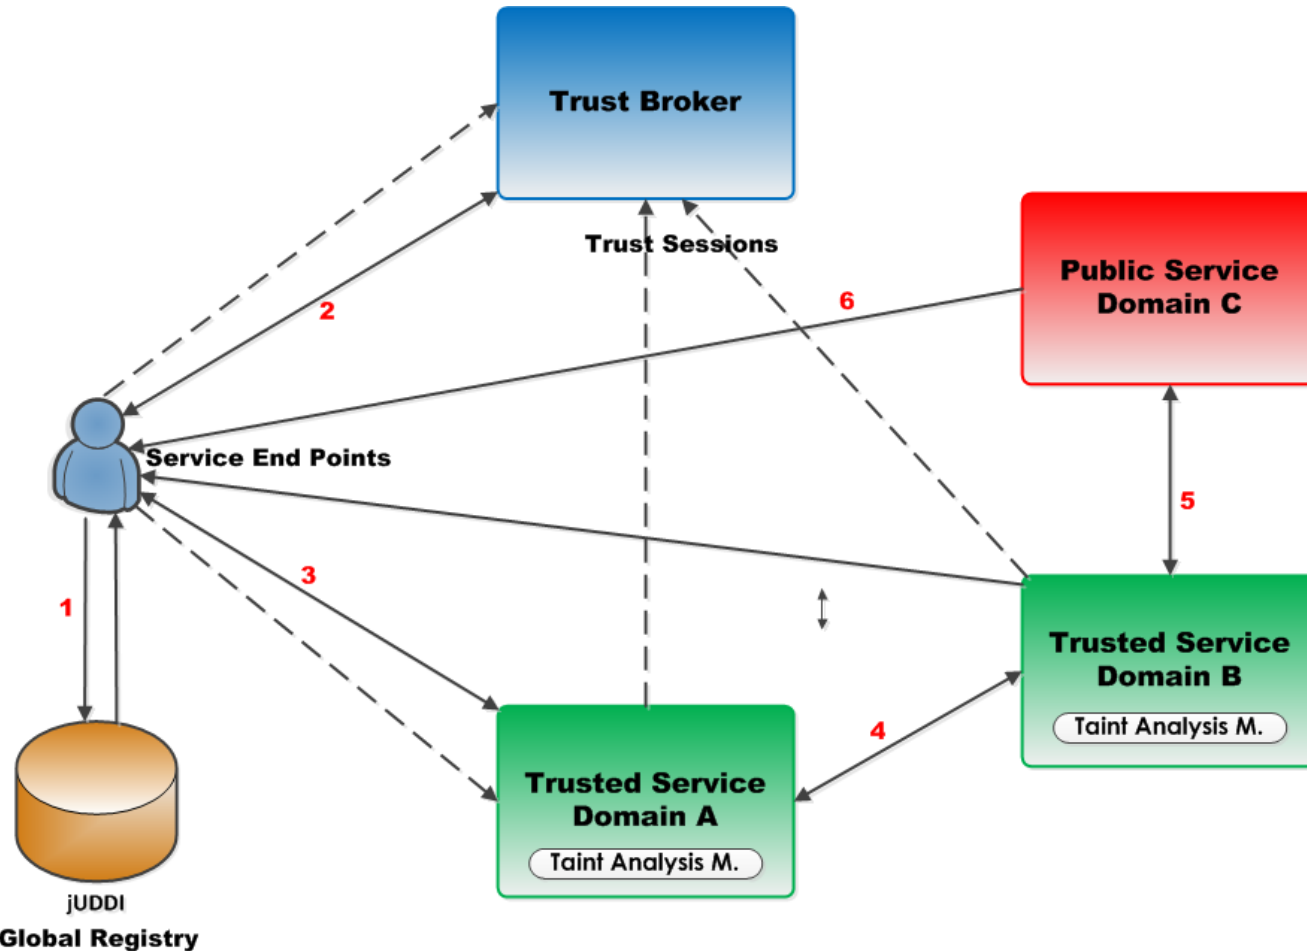 Trust Broker
Trust Sessions
Public Service
Domain C
6
2
Service End Points
5
3
1
Trusted Service
Domain B
Taint Analysis M.
4
Trusted Service
Domain A
Taint Analysis M.
jUDDI
Global Registry